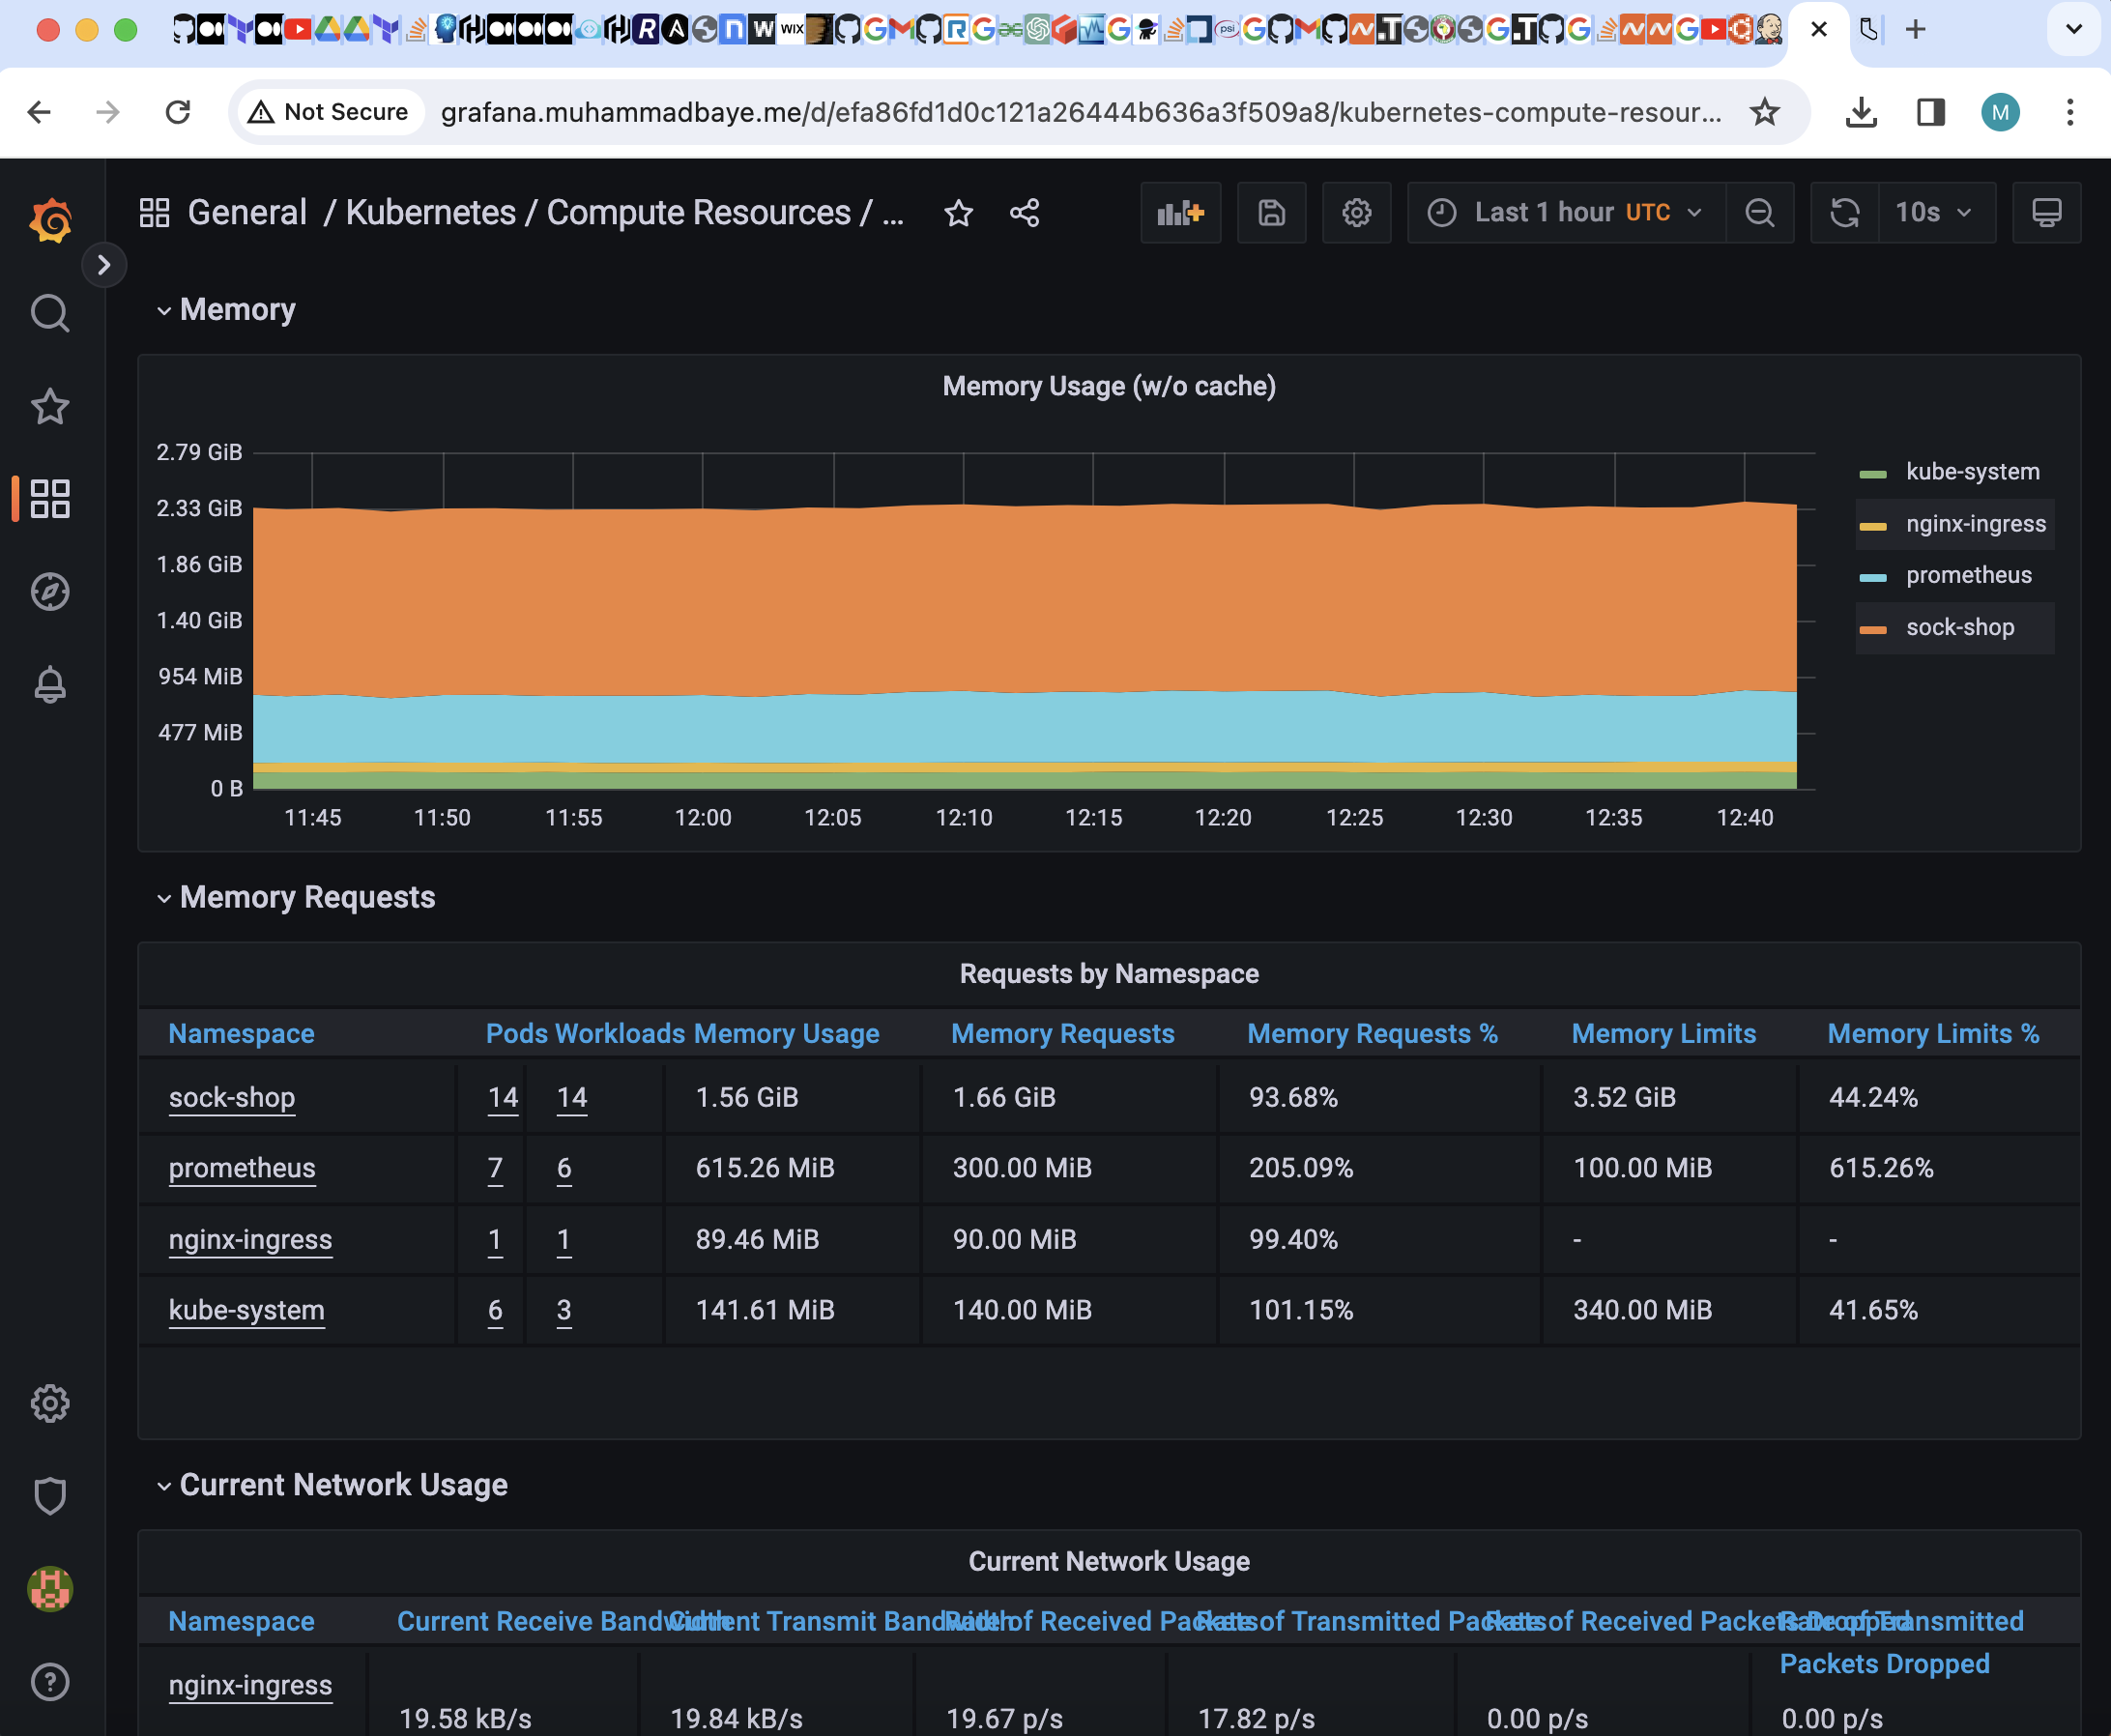 Not Secure grafana.muhammadbaye.me/d/efa86fd1d0c121a26444b636a3f509a8/kubernetes-compute-resour...
M
General / Kubernetes / Compute Resources / ...
Last 1 hour UTC
10s
Memory
Memory Usage (w/o cache)
2.79 GiB
2.33 GiB
1.86 GiB
1.40 GiB
954 MiB
477 MiB
0 B
11:45 11:50 11:55 12:00 12:05 12:10 12:15 12:20 12:25 12:30 12:35 12:40
kube-system
nginx-ingress
prometheus
sock-shop
Memory Requests
Requests by Namespace
Namespace Pods Workloads Memory Usage Memory Requests Memory Requests % Memory Limits Memory Limits %
sock-shop 14 14 1.56 GiB 1.66 GiB 93.68% 3.52 GiB 44.24%
prometheus 7 6 615.26 MiB 300.00 MiB 205.09% 100.00 MiB 615.26%
nginx-ingress 1 1 89.46 MiB 90.00 MiB 99.40% - -
kube-system 6 3 141.61 MiB 140.00 MiB 101.15% 340.00 MiB 41.65%
Current Network Usage
Current Network Usage
Namespace Current Receive Bandwidth Current Transmit Bandwidth Rate of Received Packets Rate of Transmitted Packets Rate of Received Packets Dropped Rate of Transmitted
Packets Dropped
nginx-ingress
19.58 kB/s 19.84 kB/s 19.67 p/s 17.82 p/s 0.00 p/s 0.00 p/s